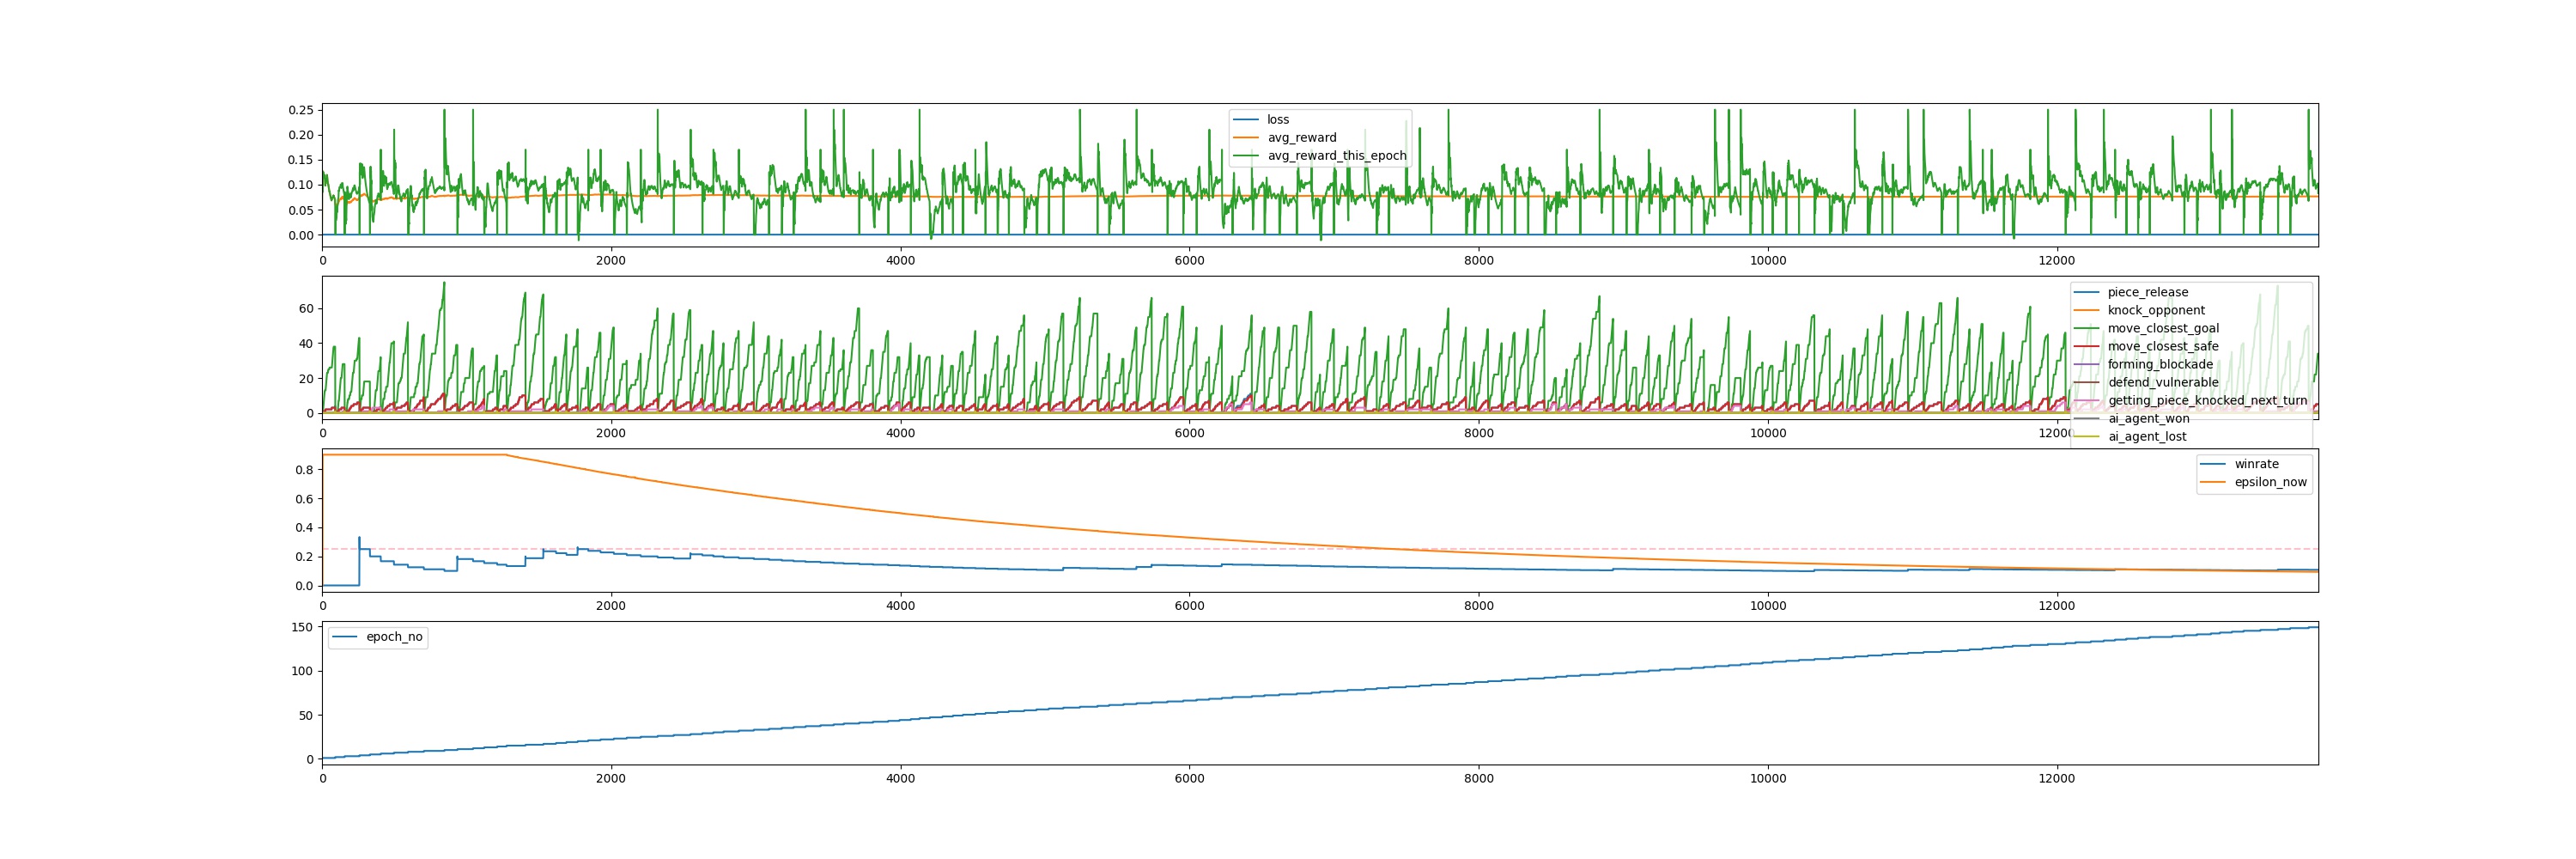 0.25
0.20
0.15
0.10
0.05
0.00
loss
avg_reward
avg_reward_this_epoch
0 2000 4000 6000 8000 10000 12000
60
40
20
0
piece_release
knock_opponent
move_closest_goal
move_closest_safe
forming_blockade
defend_vulnerable
getting_piece_knocked_next_turn
ai_agent_won
ai_agent_lost
0 2000 4000 6000 8000 10000 12000
0.8
0.6
0.4
0.2
0.0
winrate
epsilon_now
0 2000 4000 6000 8000 10000 12000
150
100
50
0
epoch_no
0 2000 4000 6000 8000 10000 12000